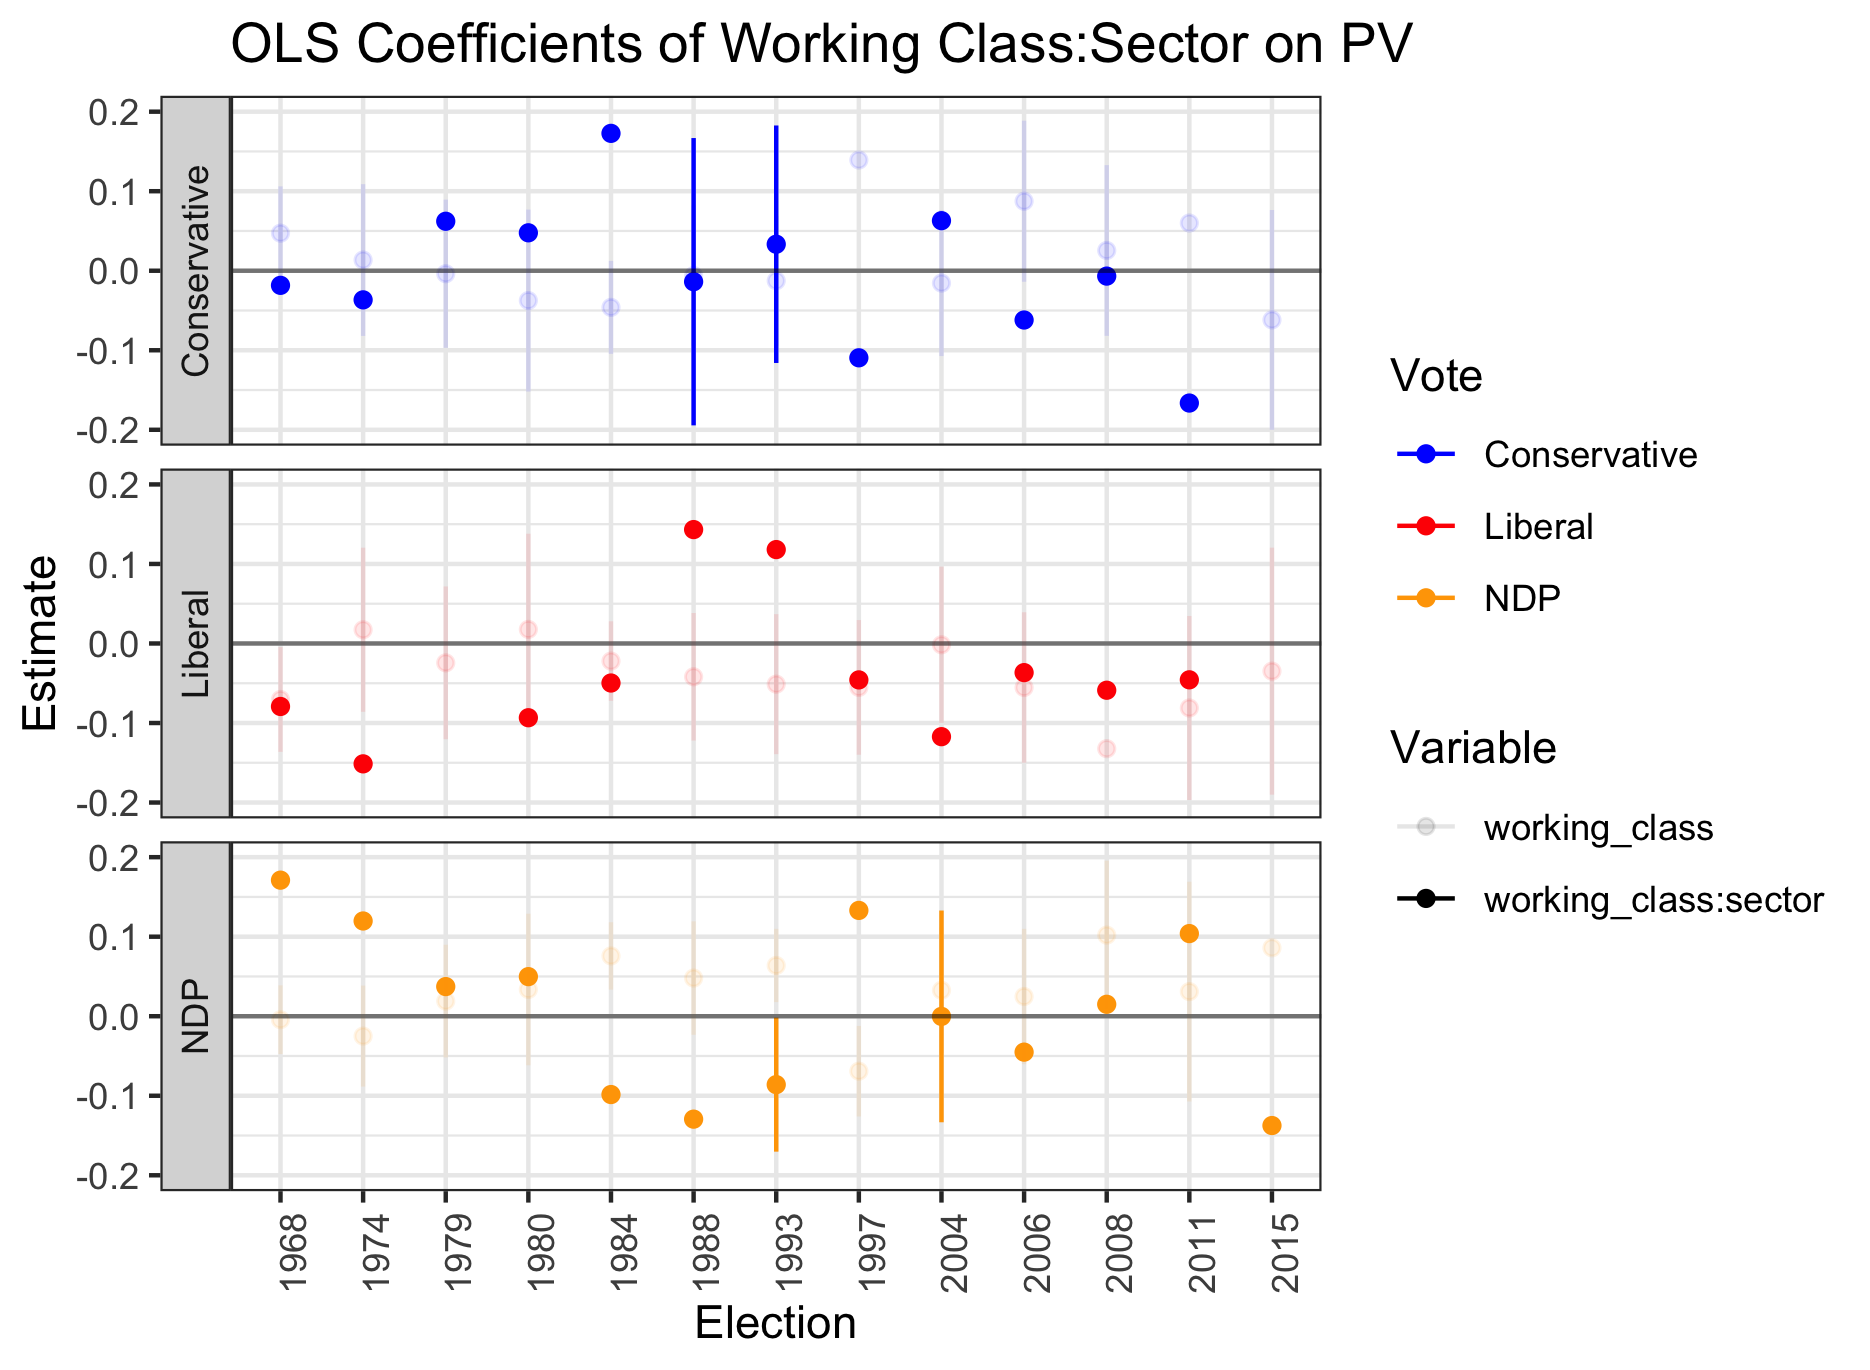 OLS Coefficients of Working Class:Sector on PV
Estimate
Conservative
0.2
0.1
0.0
-0.1
-0.2
Liberal
0.2
0.1
0.0
-0.1
-0.2
NDP
0.2
0.1
0.0
-0.1
-0.2
1968
1974
1979
1980
1984
1988
1993
1997
2004
2006
2008
2011
2015
Election
Vote
Conservative
Liberal
NDP
Variable
working_class
working_class:sector